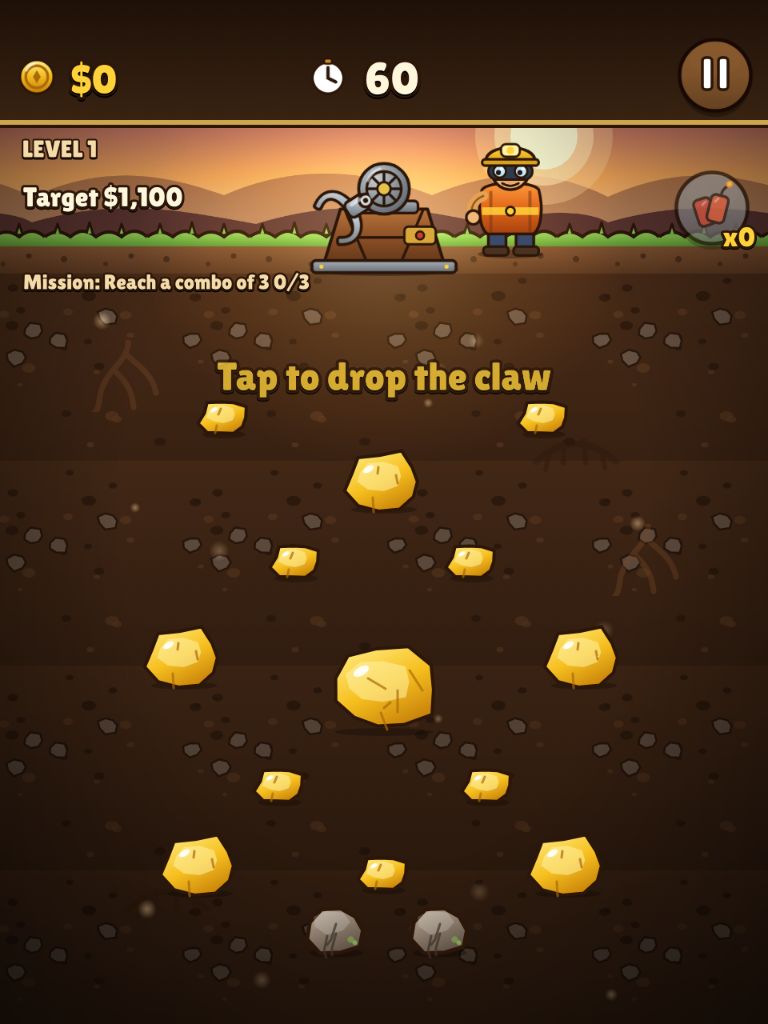 $0
60
LEVEL 1
Target $1,100
x0
Mission: Reach a combo of 3 0/3
Tap to drop the claw